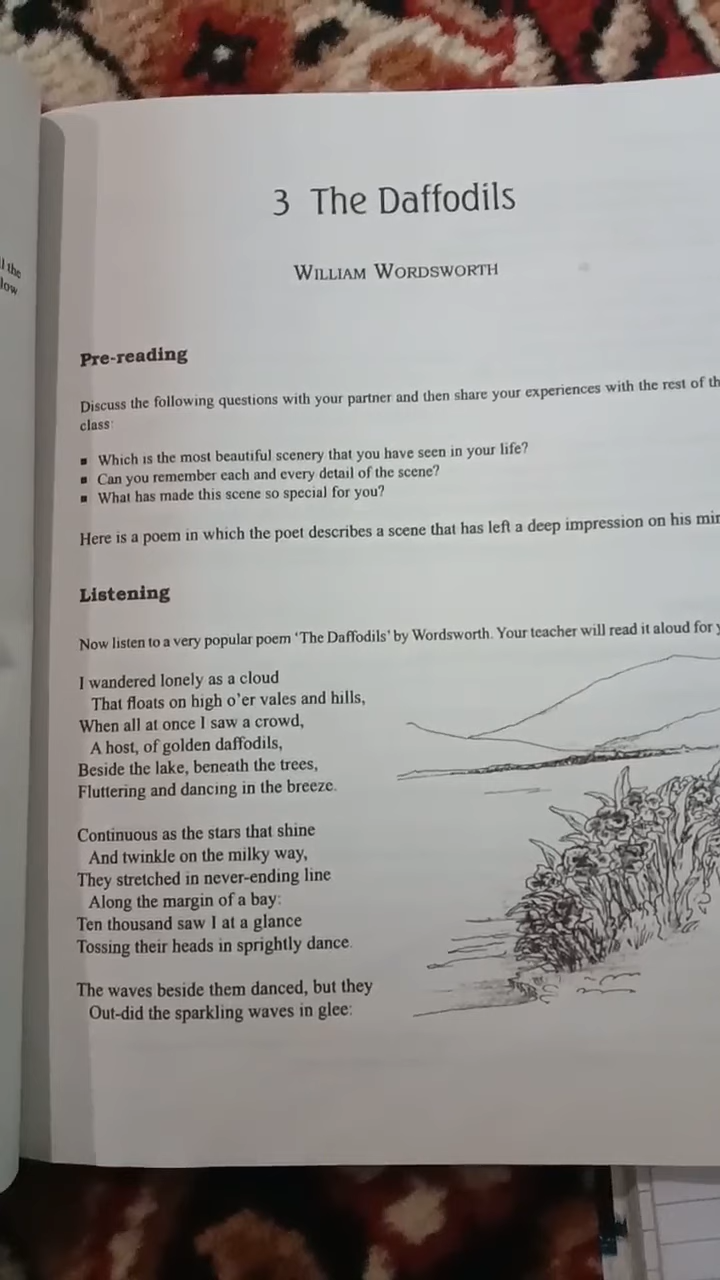 l the
low
3 The Daffodils
WILLIAM WORDSWORTH
Pre-reading
Discuss the following questions with your partner and then share your experiences with the rest of th
class:
▪ Which is the most beautiful scenery that you have seen in your life?
▪ Can you remember each and every detail of the scene?
▪ What has made this scene so special for you?
Here is a poem in which the poet describes a scene that has left a deep impression on his min
Listening
Now listen to a very popular poem ‘The Daffodils’ by Wordsworth. Your teacher will read it aloud for y
I wandered lonely as a cloud
That floats on high o’er vales and hills,
When all at once I saw a crowd,
A host, of golden daffodils,
Beside the lake, beneath the trees,
Fluttering and dancing in the breeze.
Continuous as the stars that shine
And twinkle on the milky way,
They stretched in never-ending line
Along the margin of a bay:
Ten thousand saw I at a glance
Tossing their heads in sprightly dance.
The waves beside them danced, but they
Out-did the sparkling waves in glee: